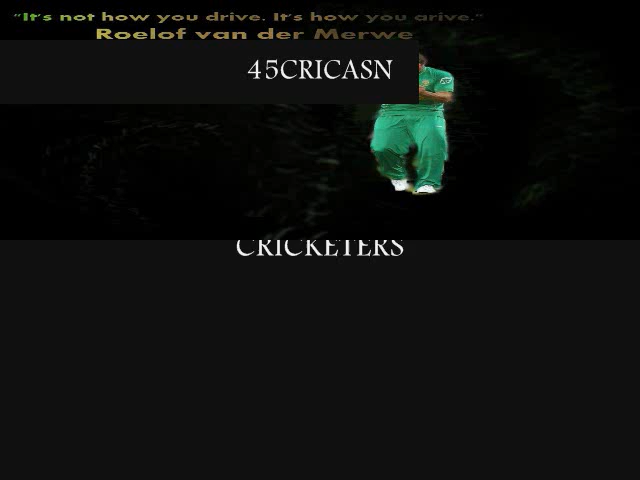 "It's not how you drive. It's how you arive."
Roelof van der Merwe
45CRICASN
CRICKETERS